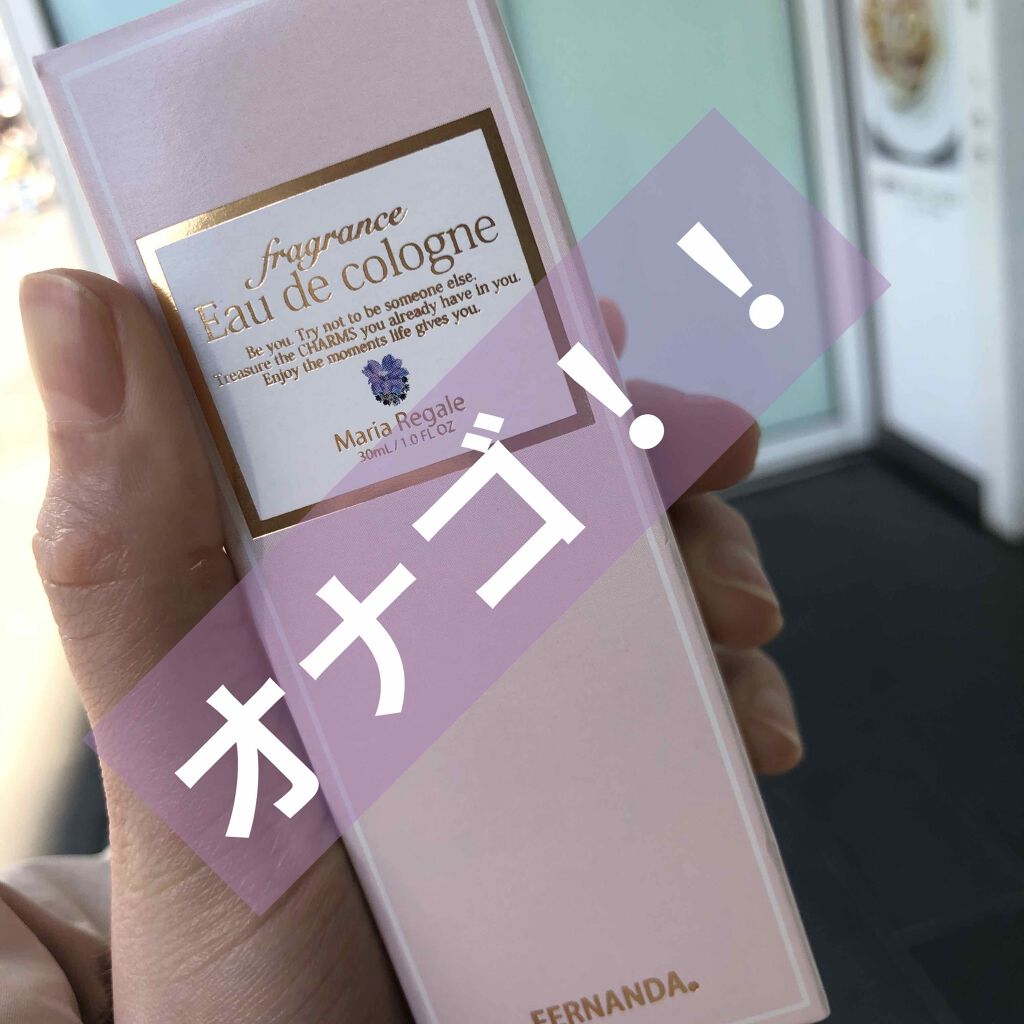 fragrance
Eau de cologne
Be you. Try not to be someone else.
Treasure the CHARMS you already have in you.
Enjoy the moments life gives you.
Maria Regale
30mL / 1.0 FL OZ
オナゴ！！
FERNANDA.